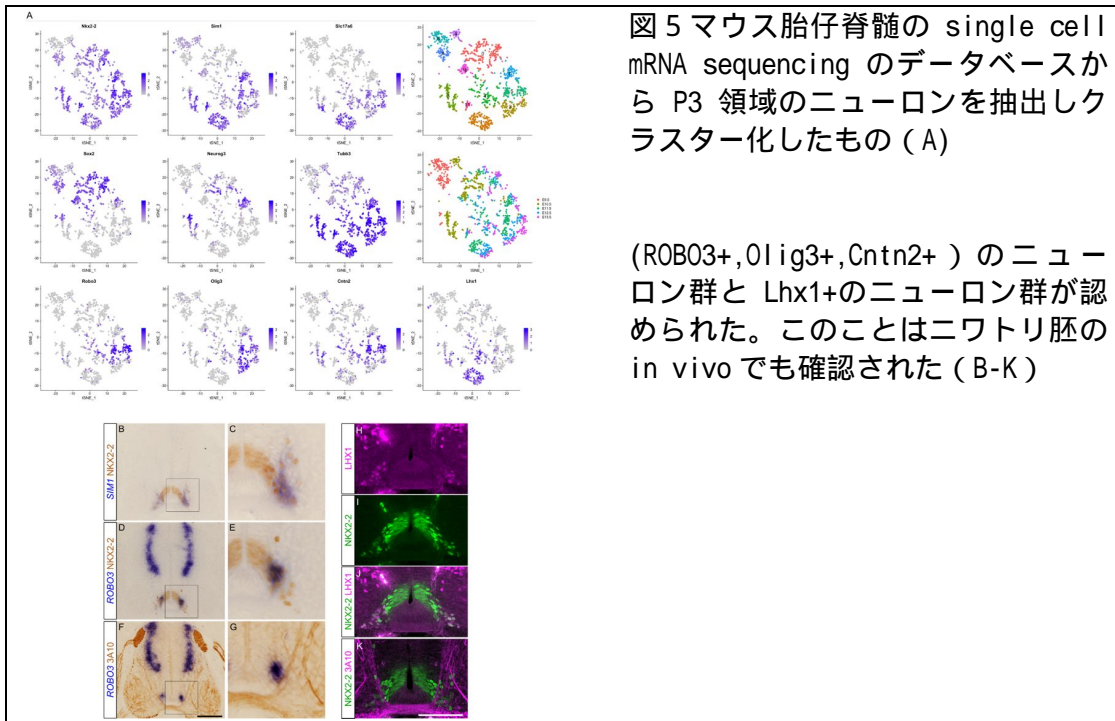 A
Nkx2-2
Sim1
Slc17a6
Sox2
Neurog3
Tubb3
Robo3
Olig3
Cntn2
Lhx1
tSNE_1
tSNE_2
図5 マウス胎仔脊髄の single cell
mRNA sequencing のデータベースか
ら P3 領域のニューロンを抽出しク
ラスター化したもの(A)
(ROBO3+,Olig3+,Cntn2+)のニュー
ロン群と Lhx1+のニューロン群が認
められた。このことはニワトリ胚の
in vivo でも確認された(B-K)
B
C
SIM1 NKX2-2
D
E
ROBO3 NKX2-2
F
G
ROBO3 3A10
H
LHX1
I
NKX2-2
J
NKX2-2 LHX1
K
NKX2-2 3A10